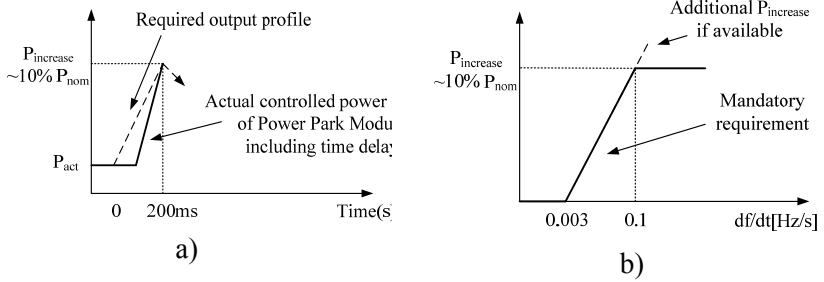 Required output profile
Pincrease
~10% Pnom
Actual controlled power
of Power Park Modu
including time delay
Pact
0
200ms
Time(s)
a)
Additional Pincrease
if available
Pincrease
~10% Pnom
Mandatory
requirement
0.003
0.1
df/dt[Hz/s]
b)